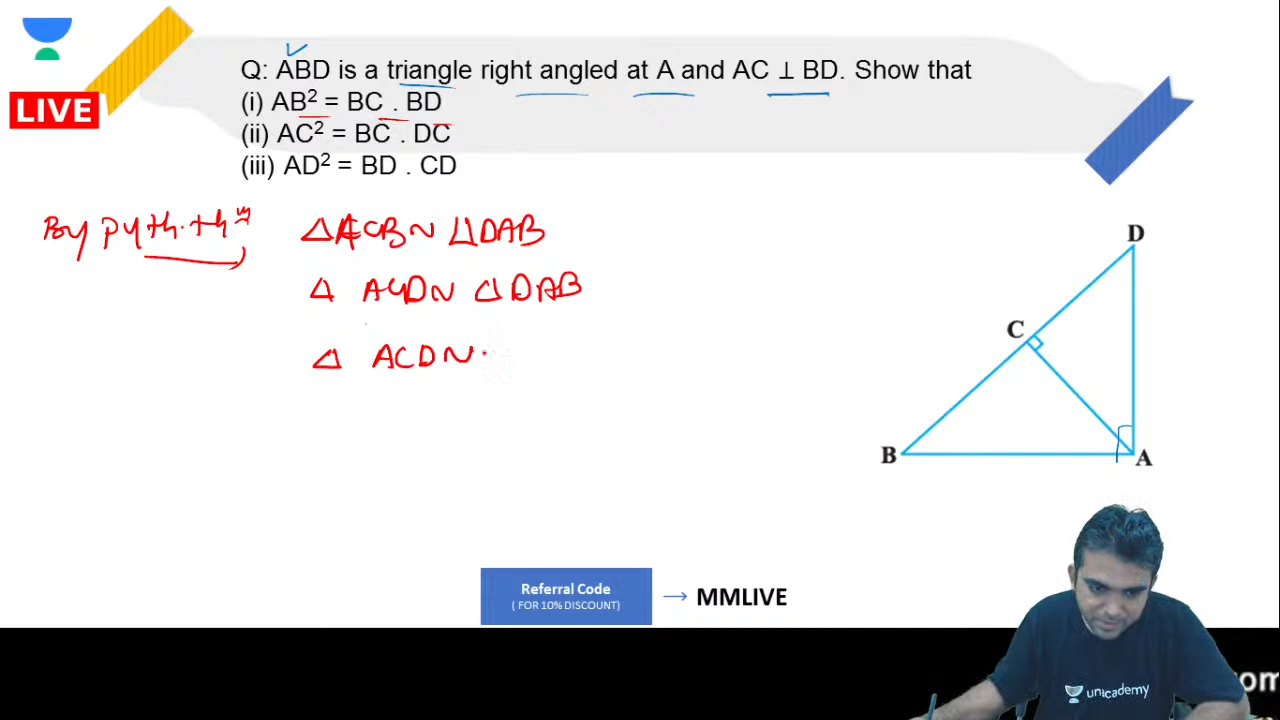 LIVE
Q: ABD is a triangle right angled at A and AC ⊥ BD. Show that
(i) AB² = BC . BD
(ii) AC² = BC . DC
(iii) AD² = BD . CD
By Pyth. thm
△ACB ~ △DAB
△ ACD ~ △DAB
△ ACD ~
D
C
B
A
Referral Code
( FOR 10% DISCOUNT)
→ MMLIVE
unacademy